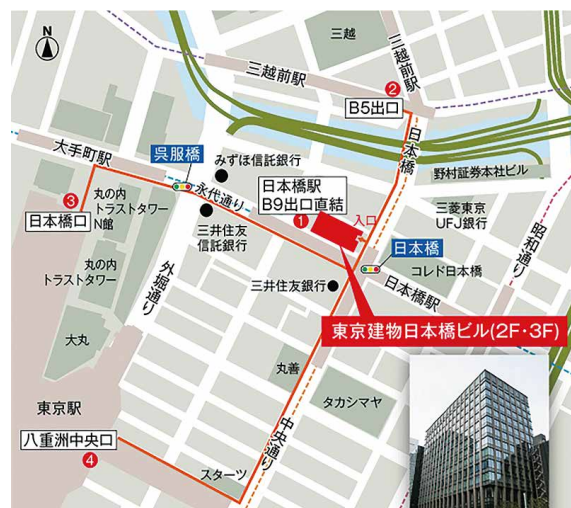 N
三越
三越前駅
三越前駅
2
B5出口
日本橋
大手町駅
呉服橋
みずほ信託銀行
野村証券本社ビル
永代通り
日本橋駅
B9出口直結
3
日本橋口
丸の内
トラストタワー
N館
1
入口
三菱東京
UFJ銀行
昭和通り
三井住友
信託銀行
日本橋
コレド日本橋
丸の内
トラストタワー
外堀通り
三井住友銀行
日本橋駅
東京建物日本橋ビル(2F・3F)
大丸
丸善
タカシマヤ
東京駅
八重洲中央口
4
中央通り
スターツ